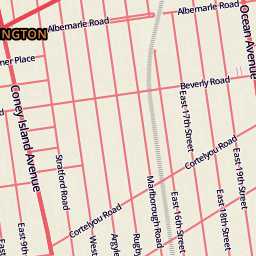 Albemarle Road
Albemarle Road
NGTON
ner Place
Ocean Avenue
Beverly Road
Coney Island Avenue
East 17th Street
Cortelyou Road
Stratford Road
East 19th Street
Marlborough Road
Cortelyou Road
East 16th Street
East 18th Street
East 9th
West
Argyle
Rugby